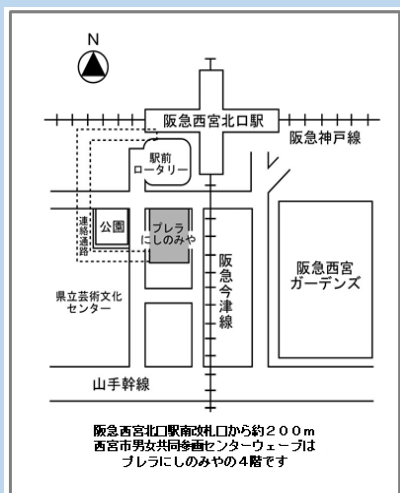 N
阪急西宮北口駅
阪急神戸線
駅前
ロータリー
連絡通路
公園
プレラ
にしのみや
阪急今津線
阪急西宮
ガーデンズ
県立芸術文化
センター
山手幹線
阪急西宮北口駅南改札口から約200m
西宮市男女共同参画センターウェーブは
プレラにしのみやの4階です